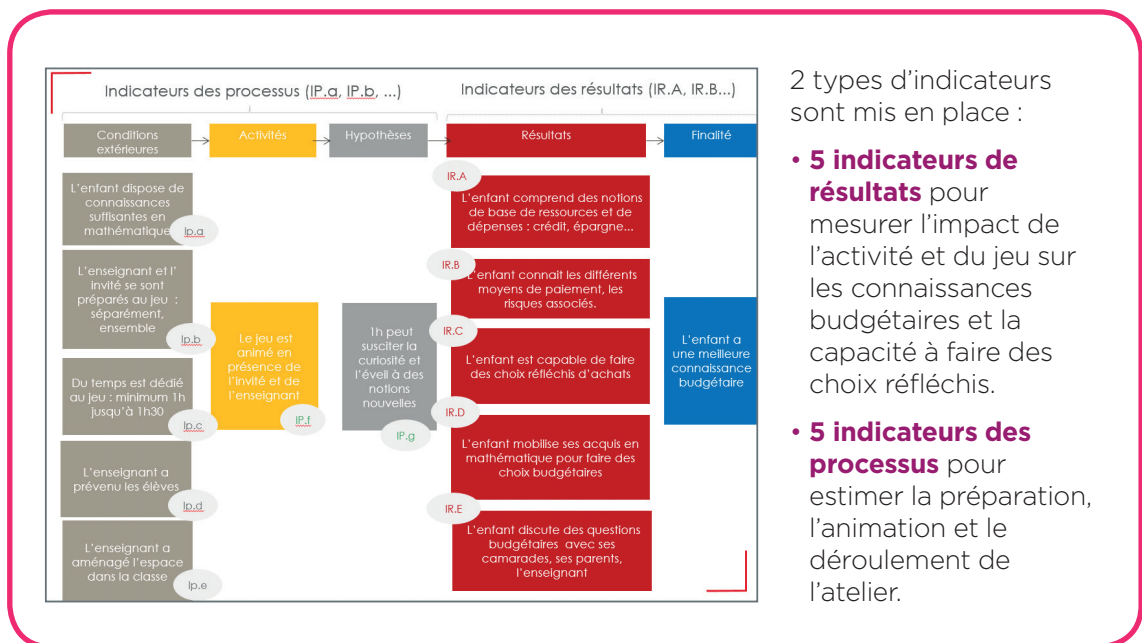 Indicateurs des processus (IP.a, IP.b, ...)
Indicateurs des résultats (IR.A, IR.B...)
Conditions
extérieures
Activités
Hypothèses
Résultats
Finalité
L'enfant dispose de
connaissances
suffisantes en
mathématique
Ip.a
L'enseignant et l'
invité se sont
préparés au jeu :
séparément,
ensemble
Ip.b
Du temps est dédié
au jeu : minimum 1h
jusqu'à 1h30
Ip.c
L'enseignant a
prévenu les élèves
Ip.d
L'enseignant a
aménagé l'espace
dans la classe
Ip.e
Le jeu est
animé en
présence de
l'invité et de
l'enseignant
IP.f
1h peut
susciter la
curiosité et
l'éveil à des
notions
nouvelles
IP.g
IR.A
L'enfant comprend des notions
de base de ressources et de
dépenses : crédit, épargne...
IR.B
L'enfant connait les différents
moyens de paiement, les
risques associés.
IR.C
L'enfant est capable de faire
des choix réfléchis d'achats
IR.D
L'enfant mobilise ses acquis en
mathématique pour faire des
choix budgétaires
IR.E
L'enfant discute des questions
budgétaires avec ses
camarades, ses parents,
l'enseignant
L'enfant a
une meilleure
connaissance
budgétaire
2 types d'indicateurs
sont mis en place :
• 5 indicateurs de
résultats pour
mesurer l'impact de
l'activité et du jeu sur
les connaissances
budgétaires et la
capacité à faire des
choix réfléchis.
• 5 indicateurs des
processus pour
estimer la préparation,
l'animation et le
déroulement de
l'atelier.